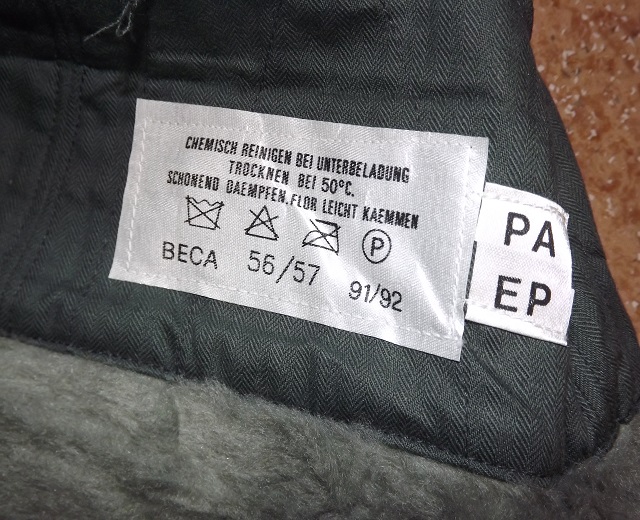 CHEMISCH REINIGEN BEI UNTERBELADUNG
TROCKNEN BEI 50°C.
SCHONEND DAEMPFEN.FLOR LEICHT KAEMMEN
P
BECA 56/57 91/92
PA
EP